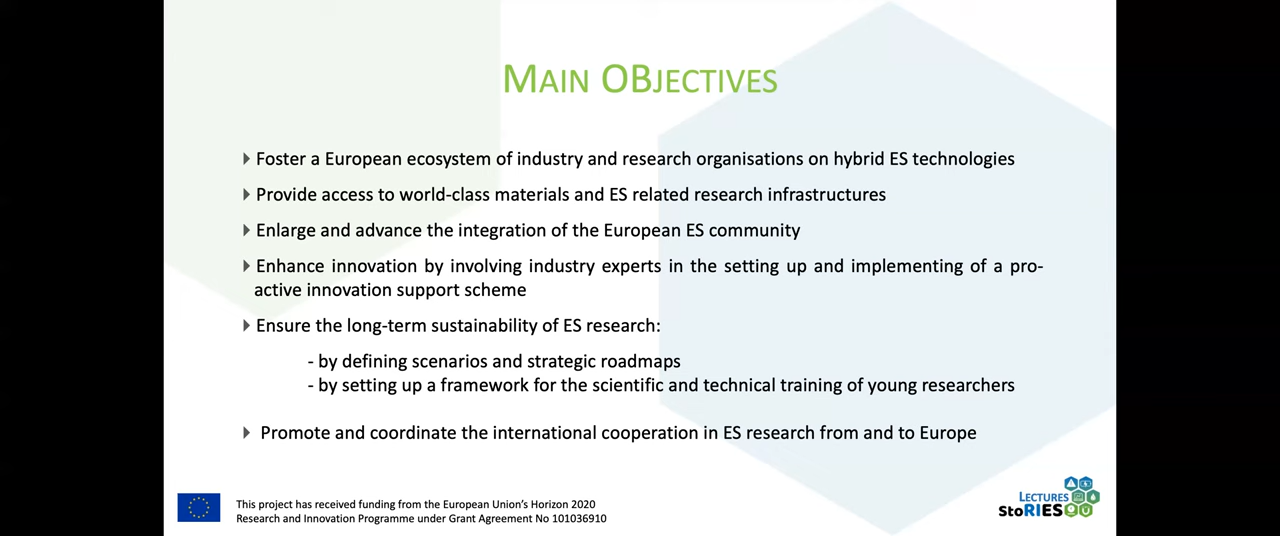 MAIN OBJECTIVES
Foster a European ecosystem of industry and research organisations on hybrid ES technologies
Provide access to world-class materials and ES related research infrastructures
Enlarge and advance the integration of the European ES community
Enhance innovation by involving industry experts in the setting up and implementing of a pro-
active innovation support scheme
Ensure the long-term sustainability of ES research:
- by defining scenarios and strategic roadmaps
- by setting up a framework for the scientific and technical training of young researchers
Promote and coordinate the international cooperation in ES research from and to Europe
This project has received funding from the European Union's Horizon 2020
Research and Innovation Programme under Grant Agreement No 101036910
LECTURES
StoRIES